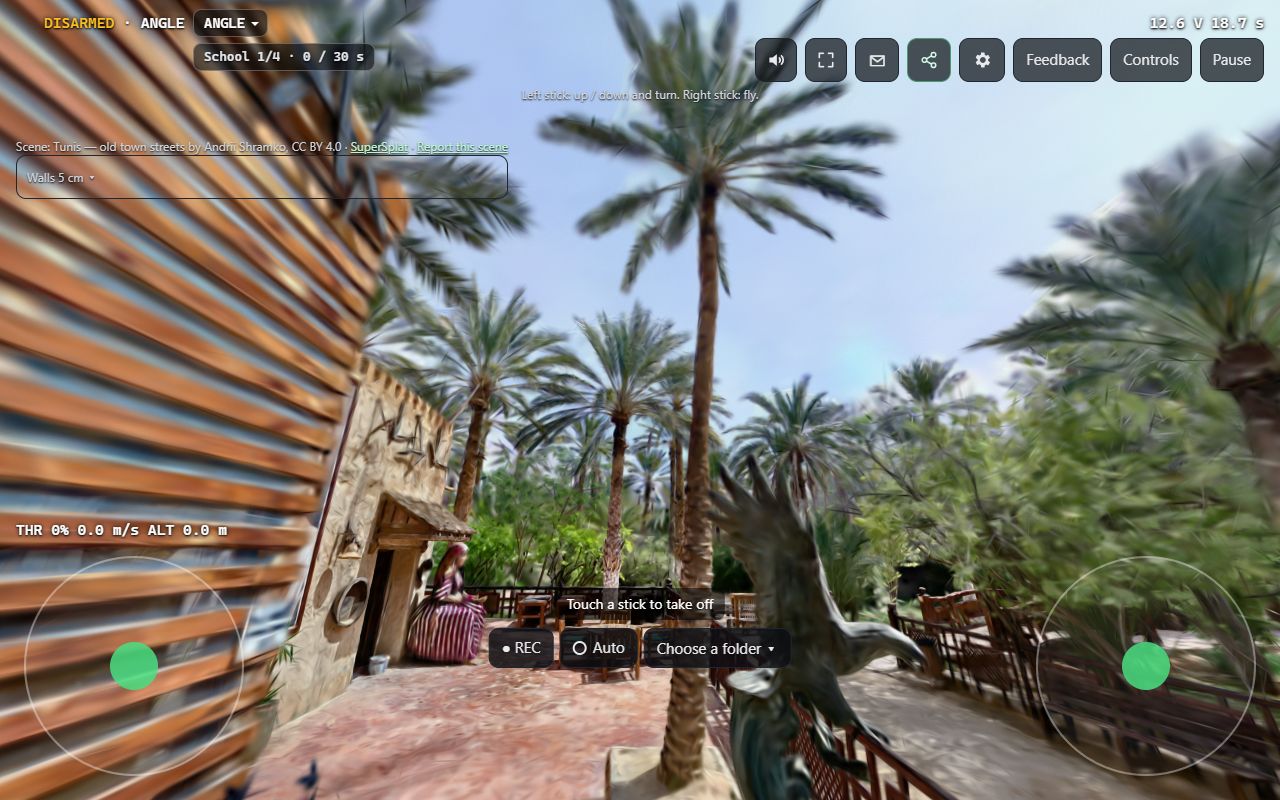 DISARMED · ANGLE ANGLE
12.6 V 18.7 s
School 1/4 · 0 / 30 s
Feedback
Controls
Pause
Left stick: up / down and turn. Right stick: fly.
Scene: Tunis — old town streets by Andrii Shramko, CC BY 4.0 · SuperSplat · Report this scene
Walls 5 cm
THR 0% 0.0 m/s ALT 0.0 m
Touch a stick to take off
REC
Auto
Choose a folder